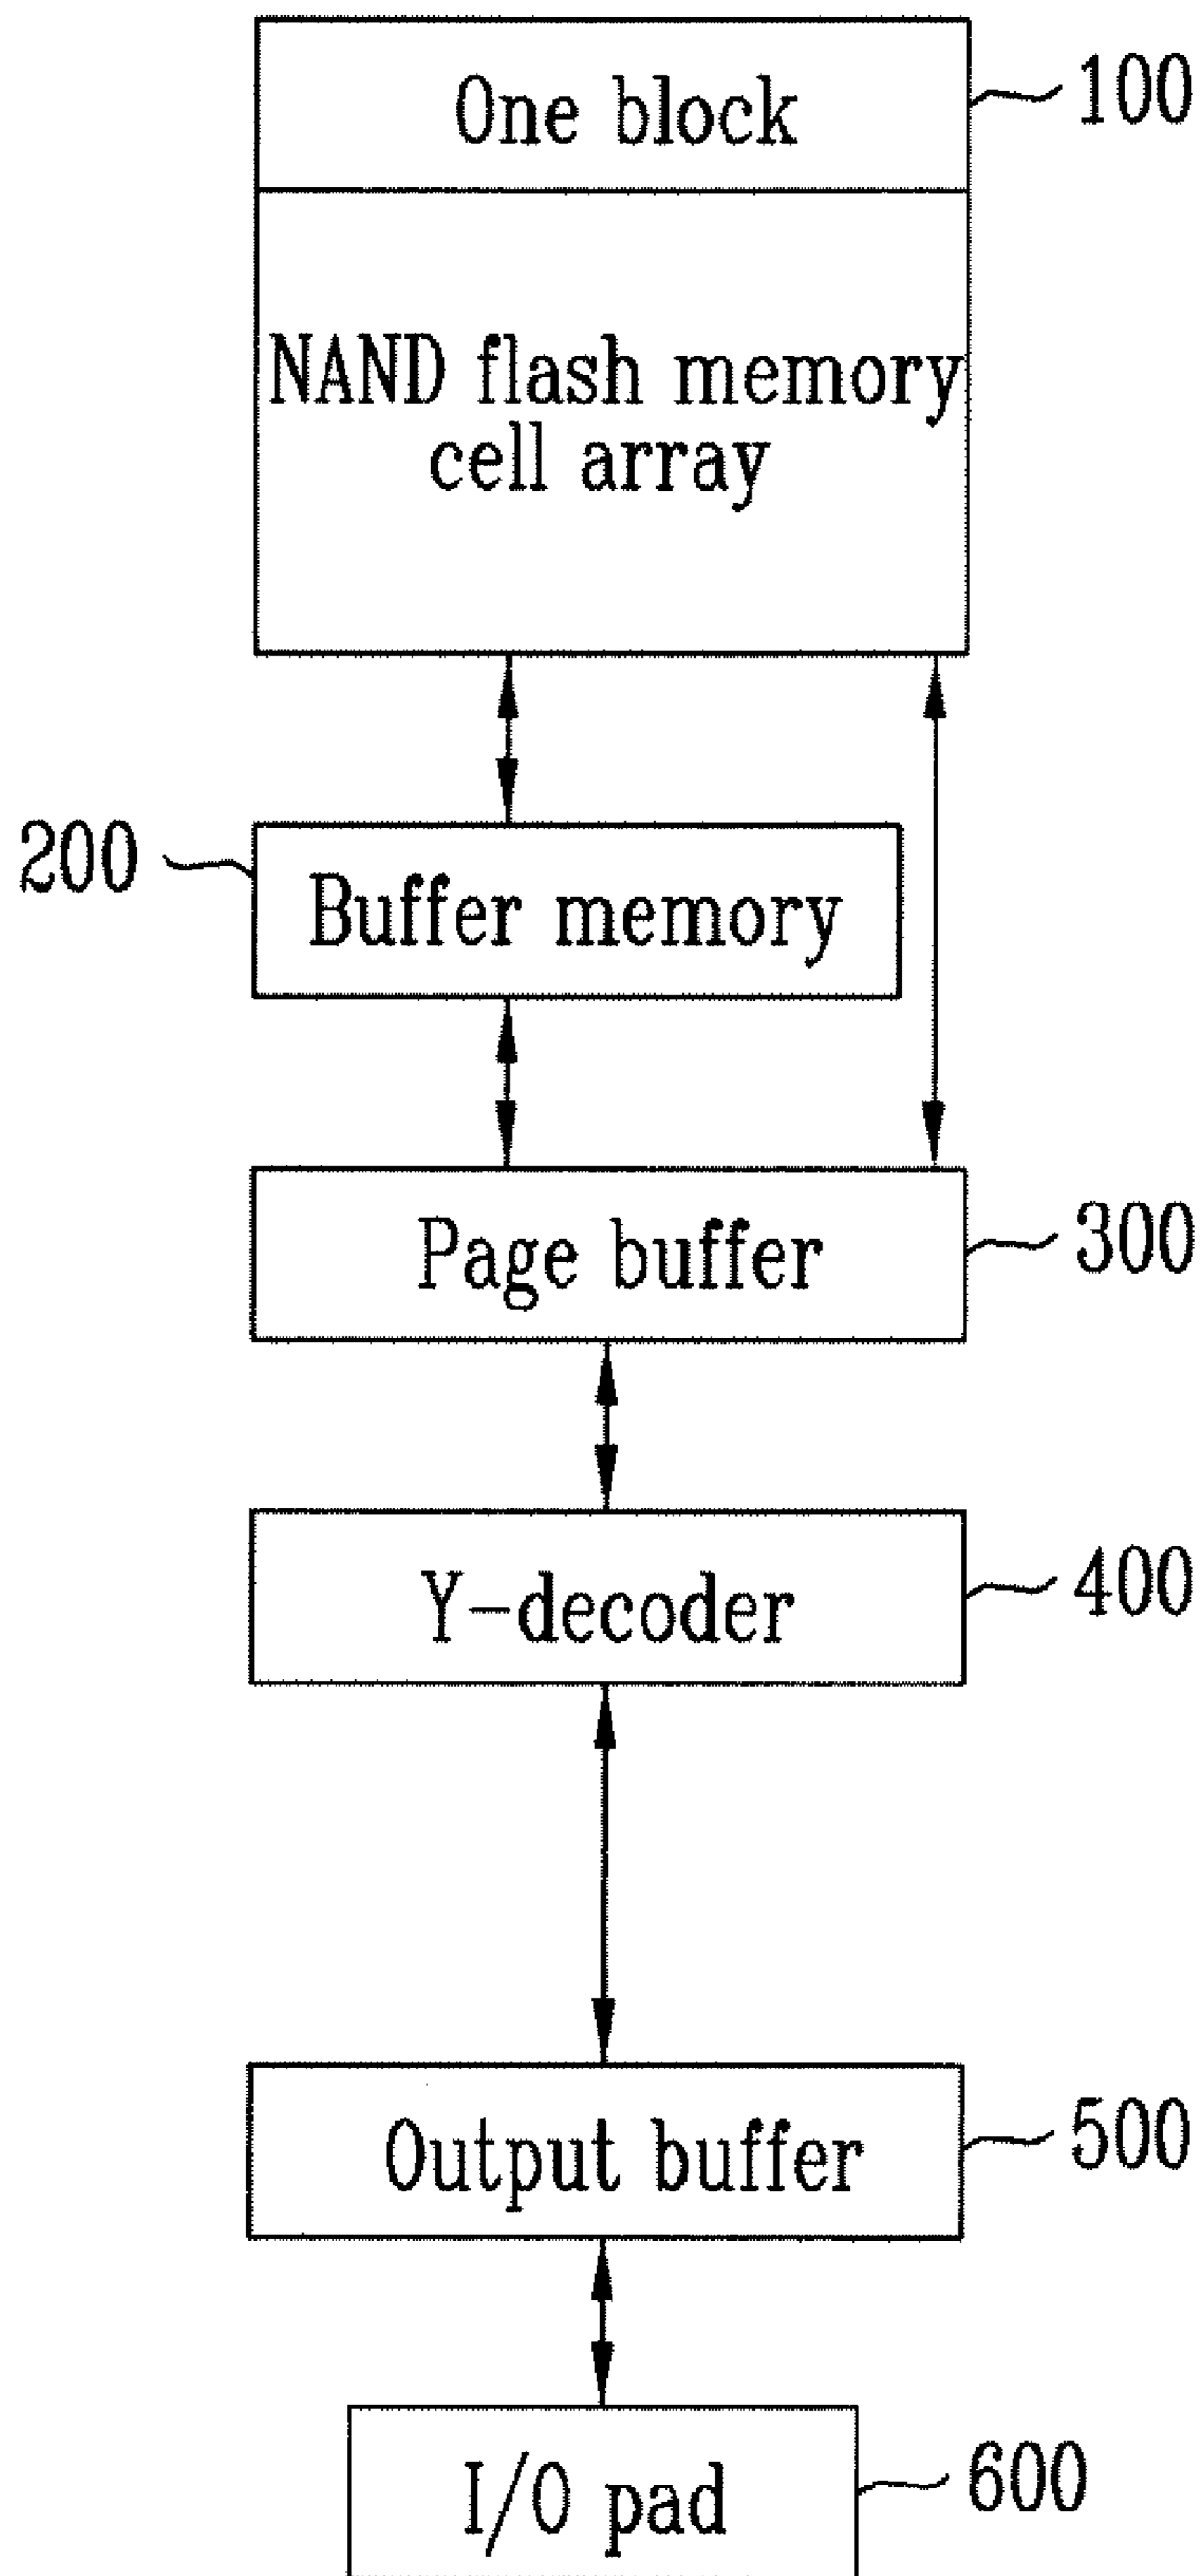 One block
100
NAND flash memory
cell array
200
Buffer memory
Page buffer
300
Y-decoder
400
Output buffer
500
I/O pad
600